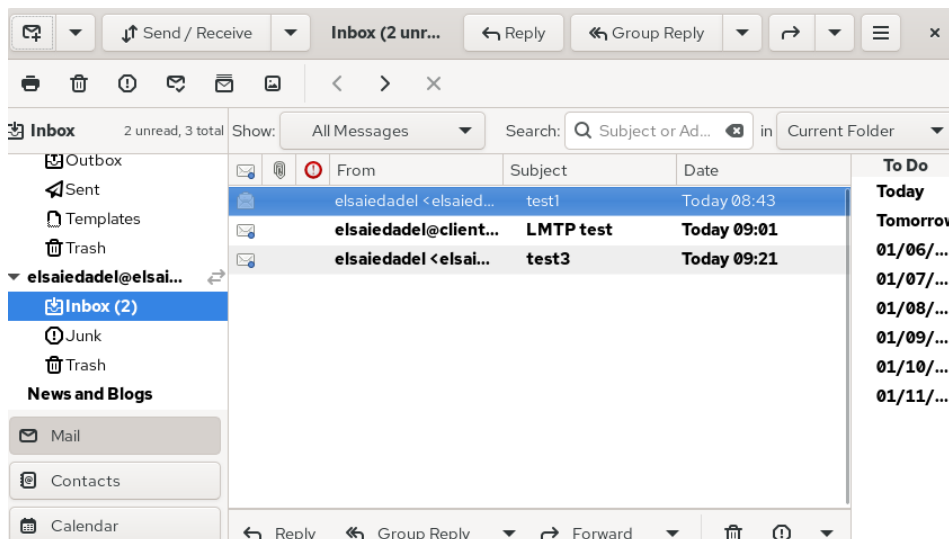 Send / Receive
Inbox (2 unr...
Reply
Group Reply
Inbox
2 unread, 3 total
Show:
All Messages
Search:
Subject or Ad...
in
Current Folder
Outbox
Sent
Templates
Trash
elsaiedadel@elsai...
Inbox (2)
Junk
Trash
News and Blogs
Mail
Contacts
Calendar
From Subject Date
elsaiedadel <elsaied... test1 Today 08:43
elsaiedadel@client... LMTP test Today 09:01
elsaiedadel <elsai... test3 Today 09:21
Reply
Group Reply
Forward
To Do
Today
Tomorrow
01/06/...
01/07/...
01/08/...
01/09/...
01/10/...
01/11/...